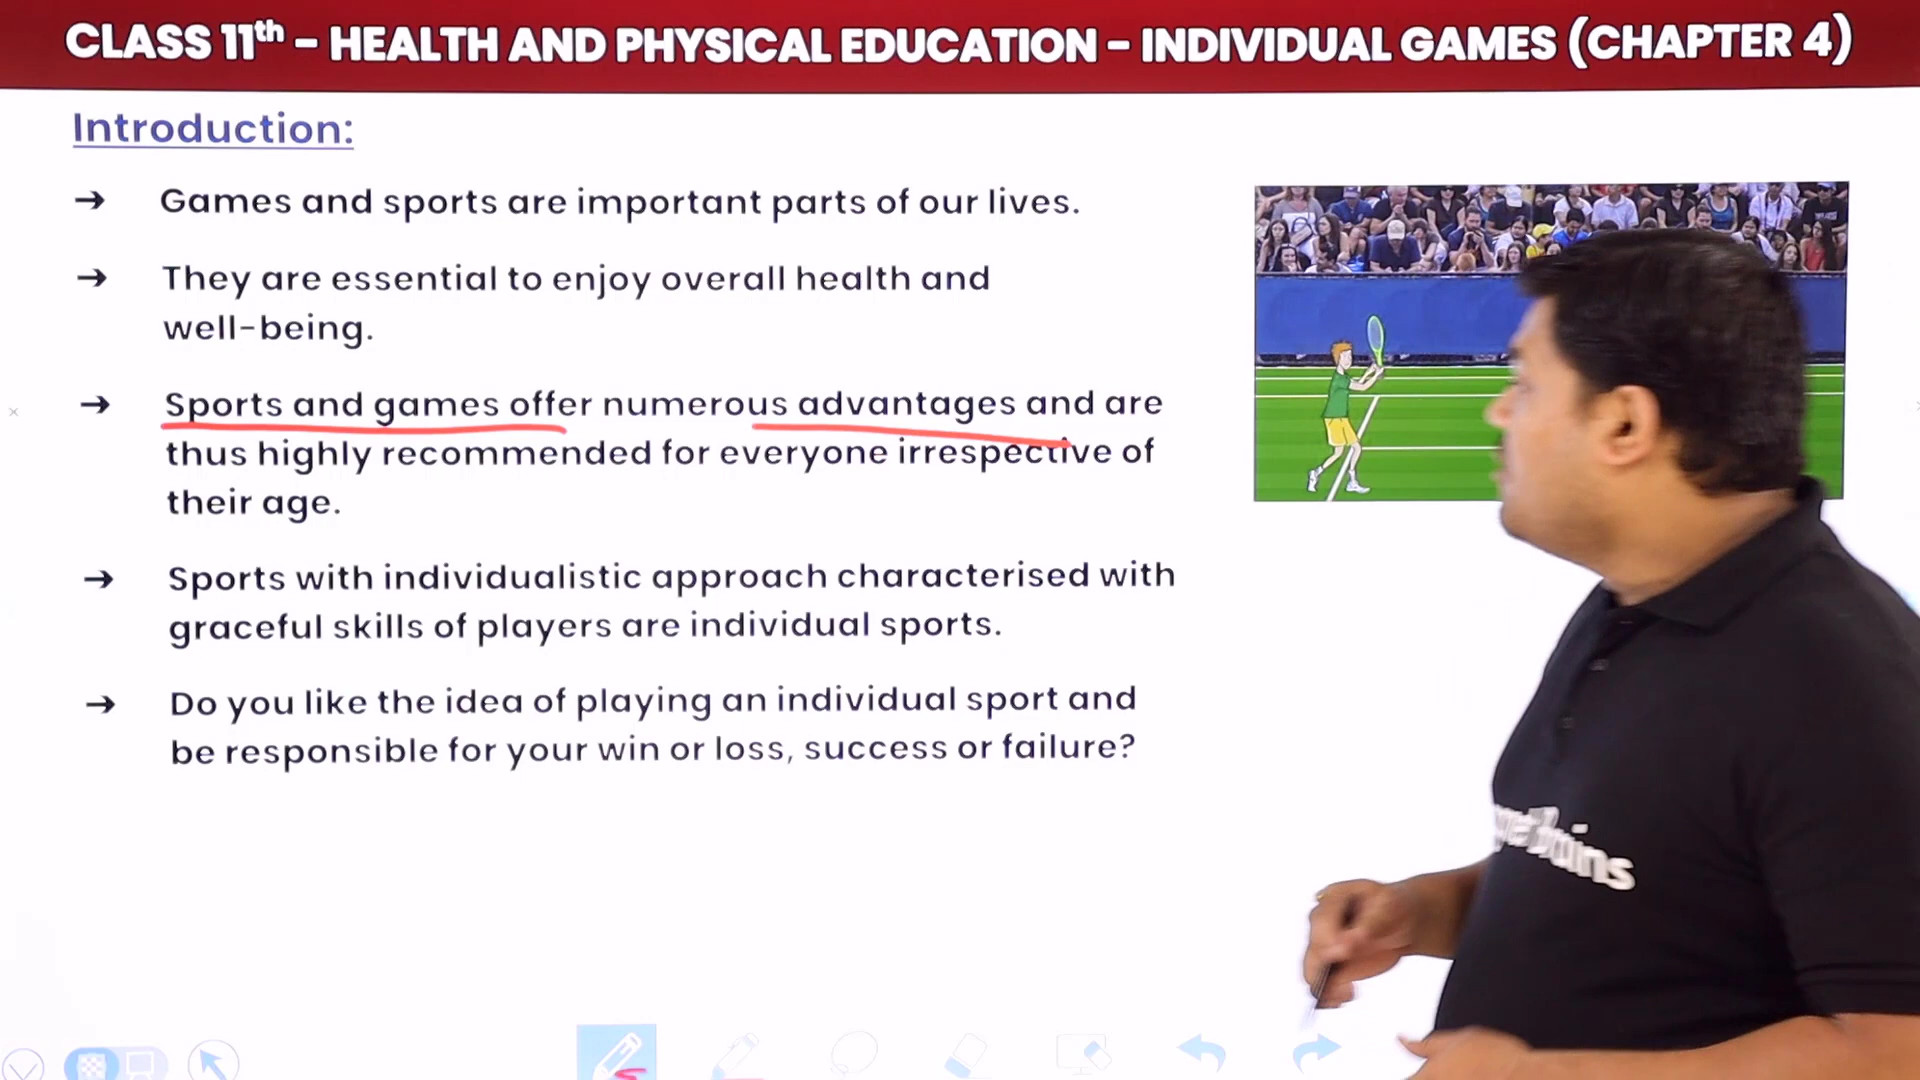 CLASS 11th - HEALTH AND PHYSICAL EDUCATION - INDIVIDUAL GAMES (CHAPTER 4)
Introduction:
→ Games and sports are important parts of our lives.
→ They are essential to enjoy overall health and
well-being.
→ Sports and games offer numerous advantages and are
thus highly recommended for everyone irrespective of
their age.
→ Sports with individualistic approach characterised with
graceful skills of players are individual sports.
→ Do you like the idea of playing an individual sport and
be responsible for your win or loss, success or failure?